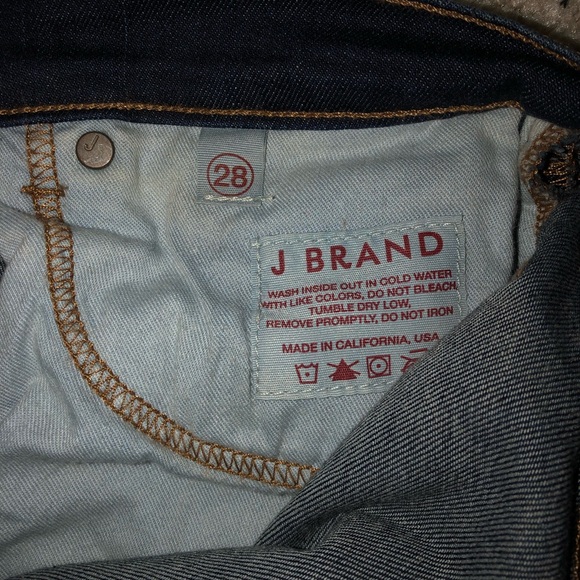 28
J BRAND
WASH INSIDE OUT IN COLD WATER
WITH LIKE COLORS, DO NOT BLEACH,
TUMBLE DRY LOW,
REMOVE PROMPTLY, DO NOT IRON
MADE IN CALIFORNIA, USA